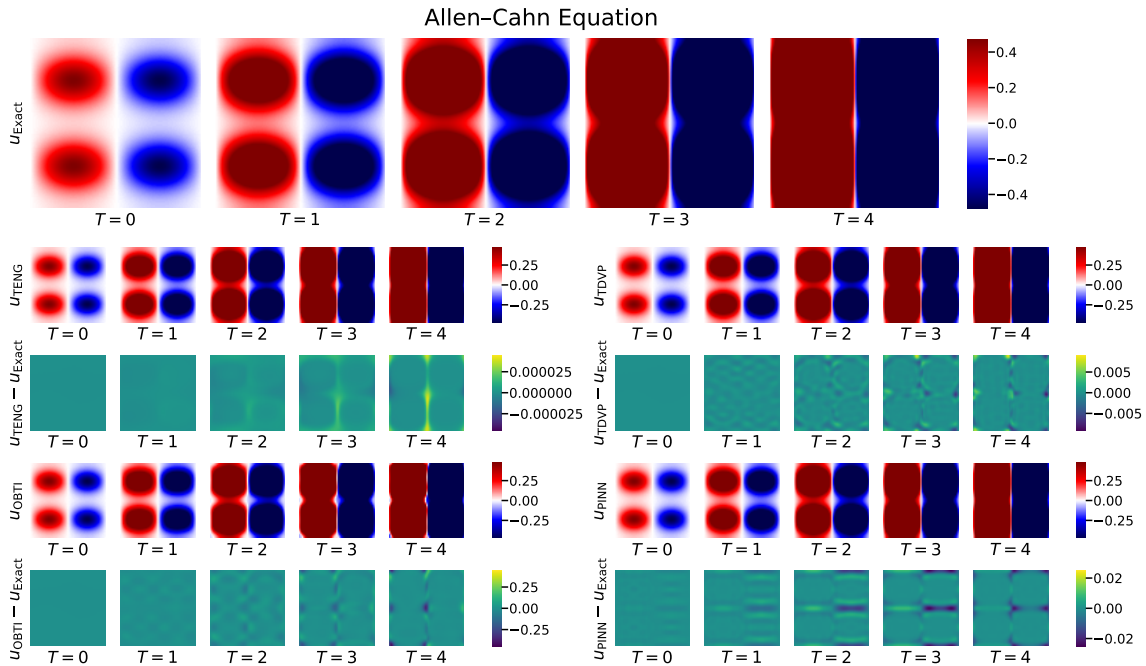 Allen–Cahn Equation
u_Exact
0.4
0.2
0.0
−0.2
−0.4
T = 0 T = 1 T = 2 T = 3 T = 4
u_TENG
0.25
0.00
−0.25
T = 0 T = 1 T = 2 T = 3 T = 4
u_TDVP
0.25
0.00
−0.25
T = 0 T = 1 T = 2 T = 3 T = 4
u_TENG − u_Exact
0.000025
0.000000
−0.000025
T = 0 T = 1 T = 2 T = 3 T = 4
u_TDVP − u_Exact
0.005
0.000
−0.005
T = 0 T = 1 T = 2 T = 3 T = 4
u_OBTI
0.25
0.00
−0.25
T = 0 T = 1 T = 2 T = 3 T = 4
u_PINN
0.25
0.00
−0.25
T = 0 T = 1 T = 2 T = 3 T = 4
u_OBTI − u_Exact
0.25
0.00
−0.25
T = 0 T = 1 T = 2 T = 3 T = 4
u_PINN − u_Exact
0.02
0.00
−0.02
T = 0 T = 1 T = 2 T = 3 T = 4